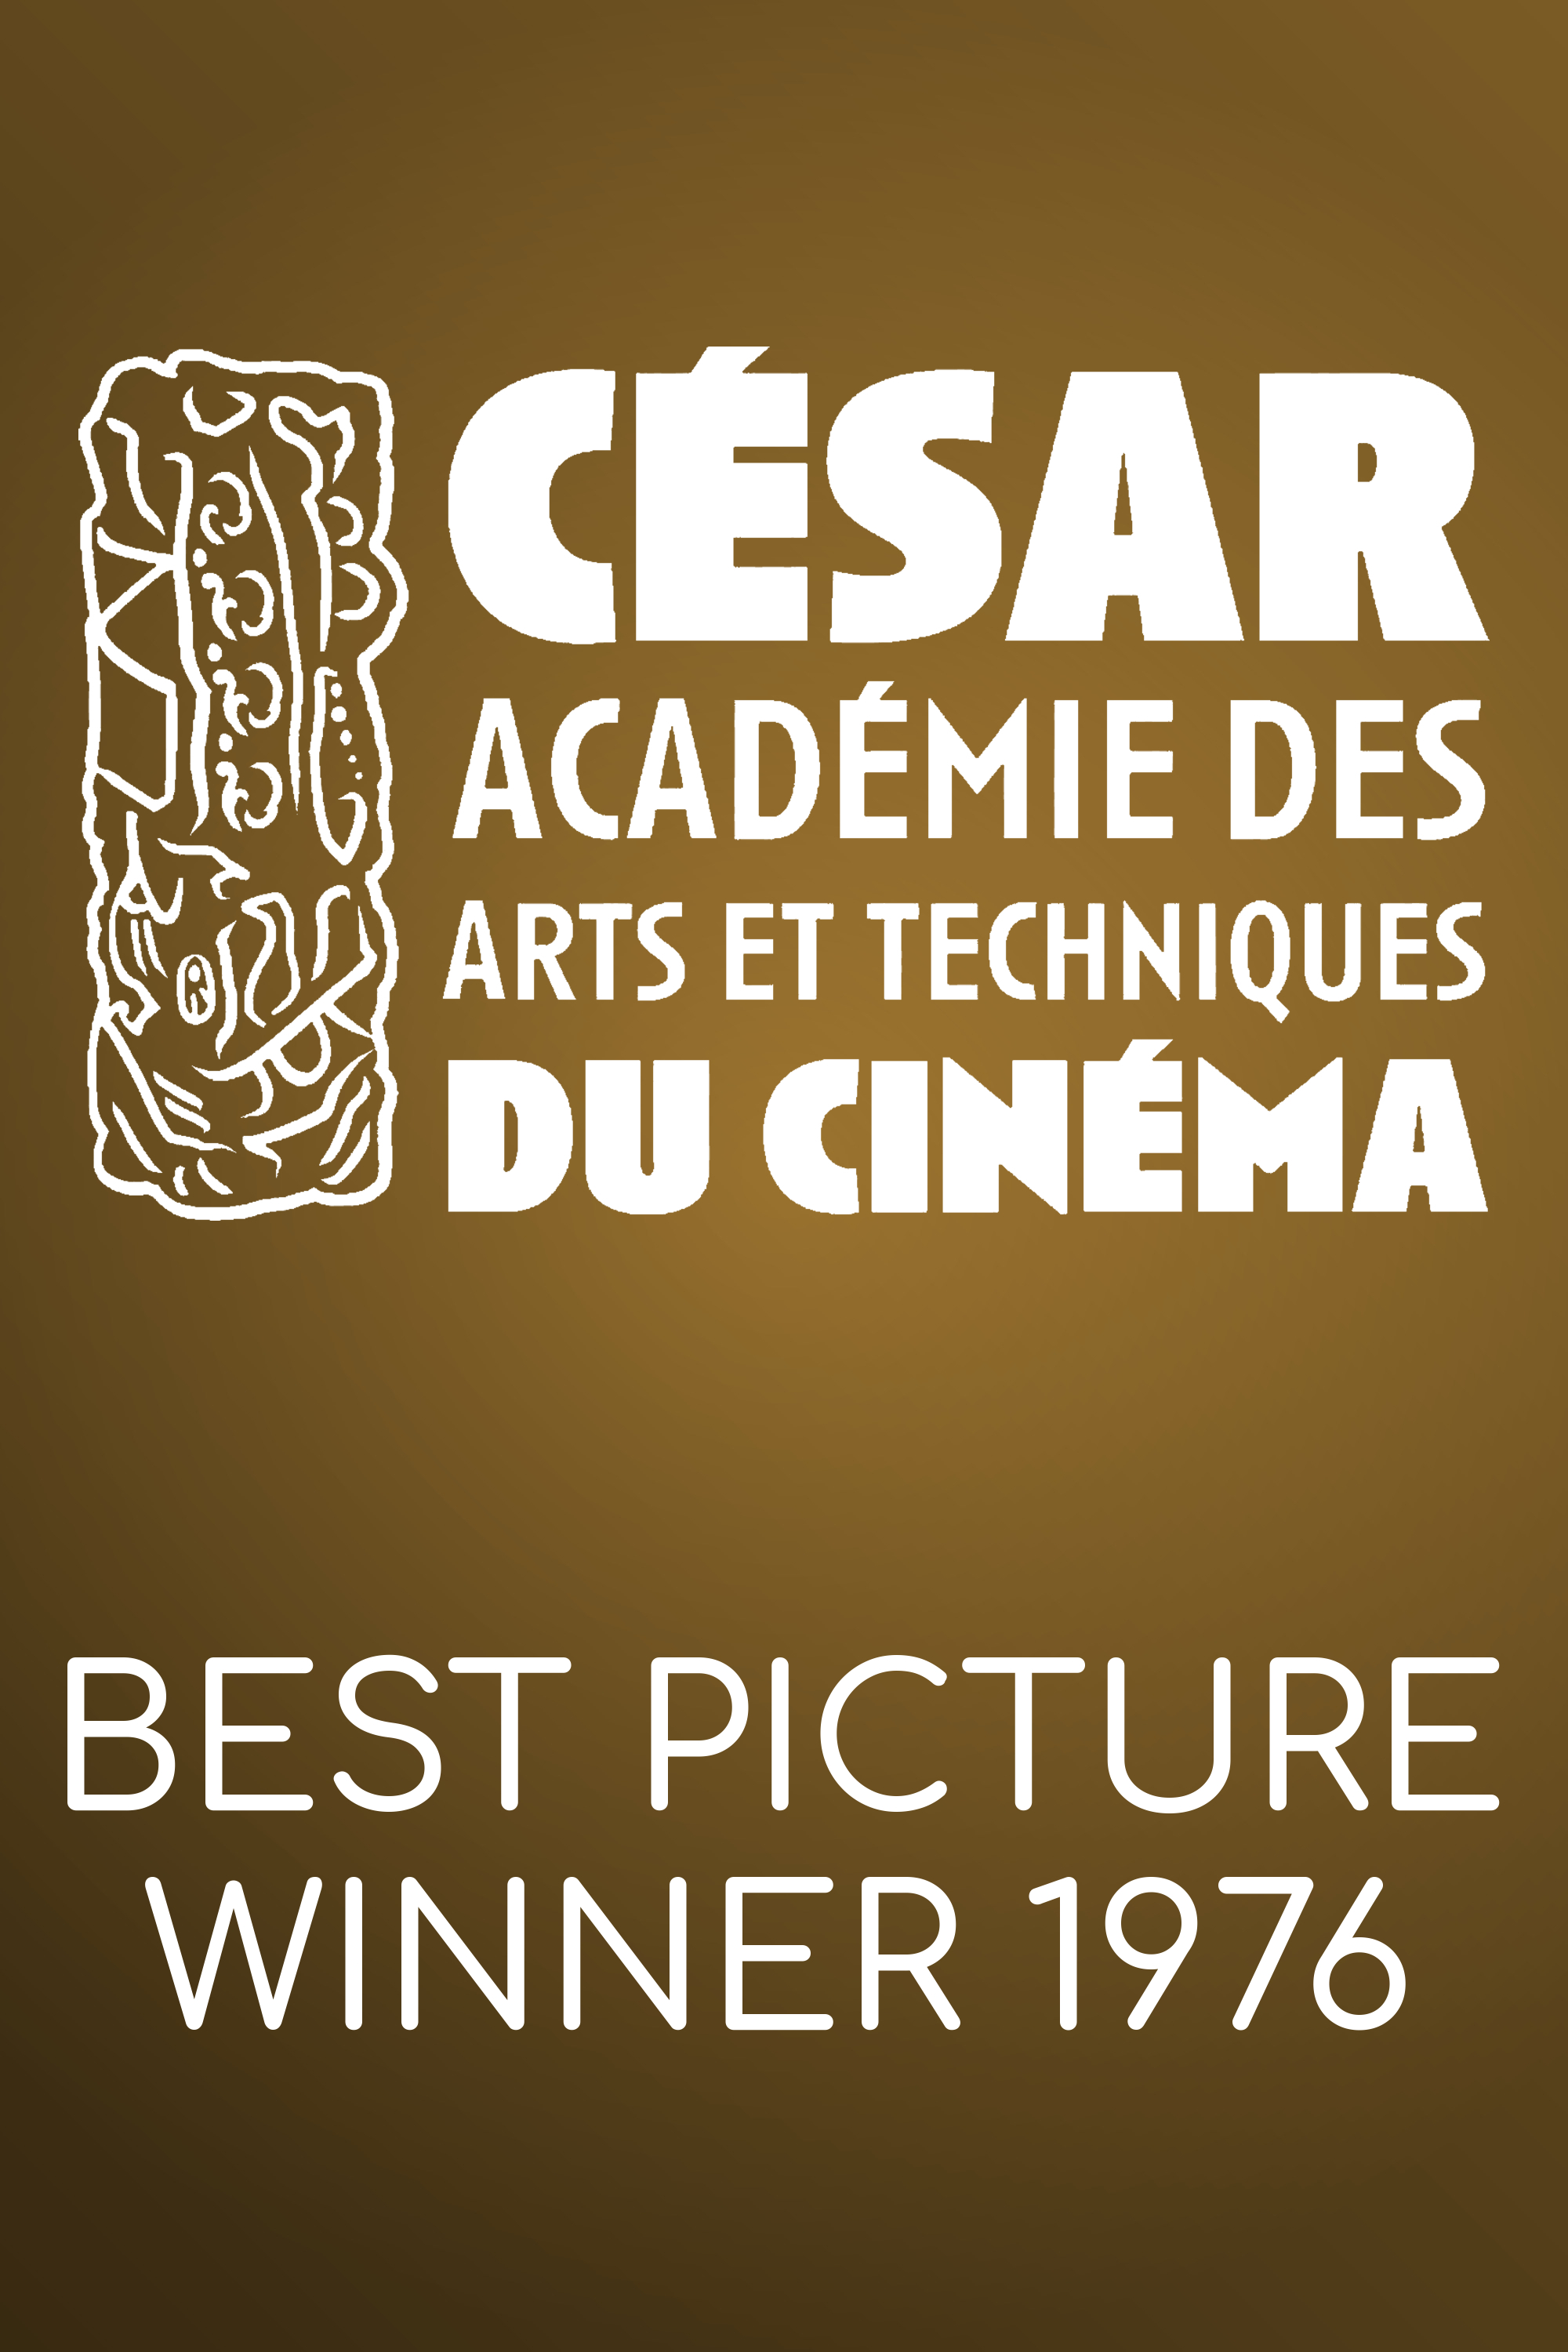 CÉSAR
ACADÉMIE DES
ARTS ET TECHNIQUES
DU CINÉMA
BEST PICTURE
WINNER 1976